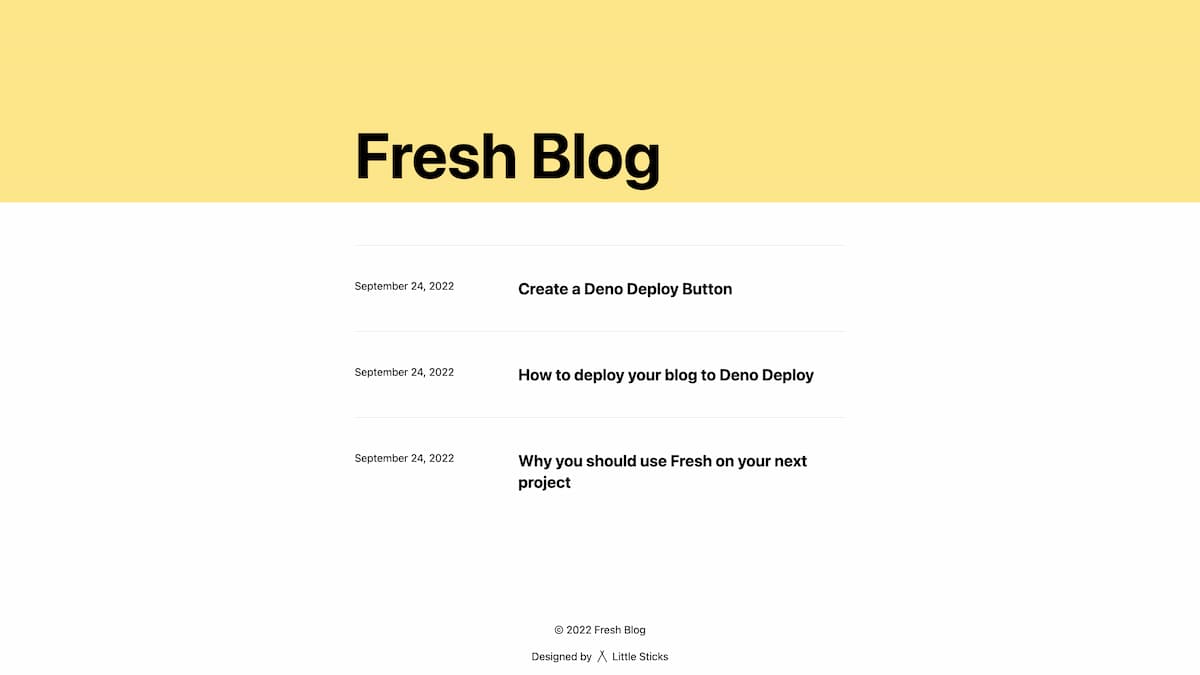 Fresh Blog
September 24, 2022
Create a Deno Deploy Button
September 24, 2022
How to deploy your blog to Deno Deploy
September 24, 2022
Why you should use Fresh on your next
project
© 2022 Fresh Blog
Designed by Little Sticks